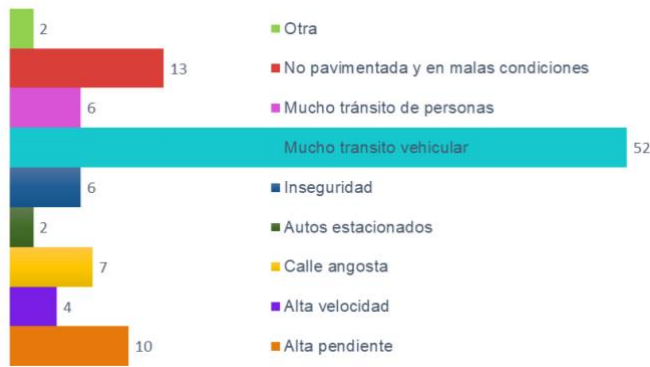 2 Otra
13 No pavimentada y en malas condiciones
6 Mucho tránsito de personas
Mucho transito vehicular 52
6 Inseguridad
2 Autos estacionados
7 Calle angosta
4 Alta velocidad
10 Alta pendiente